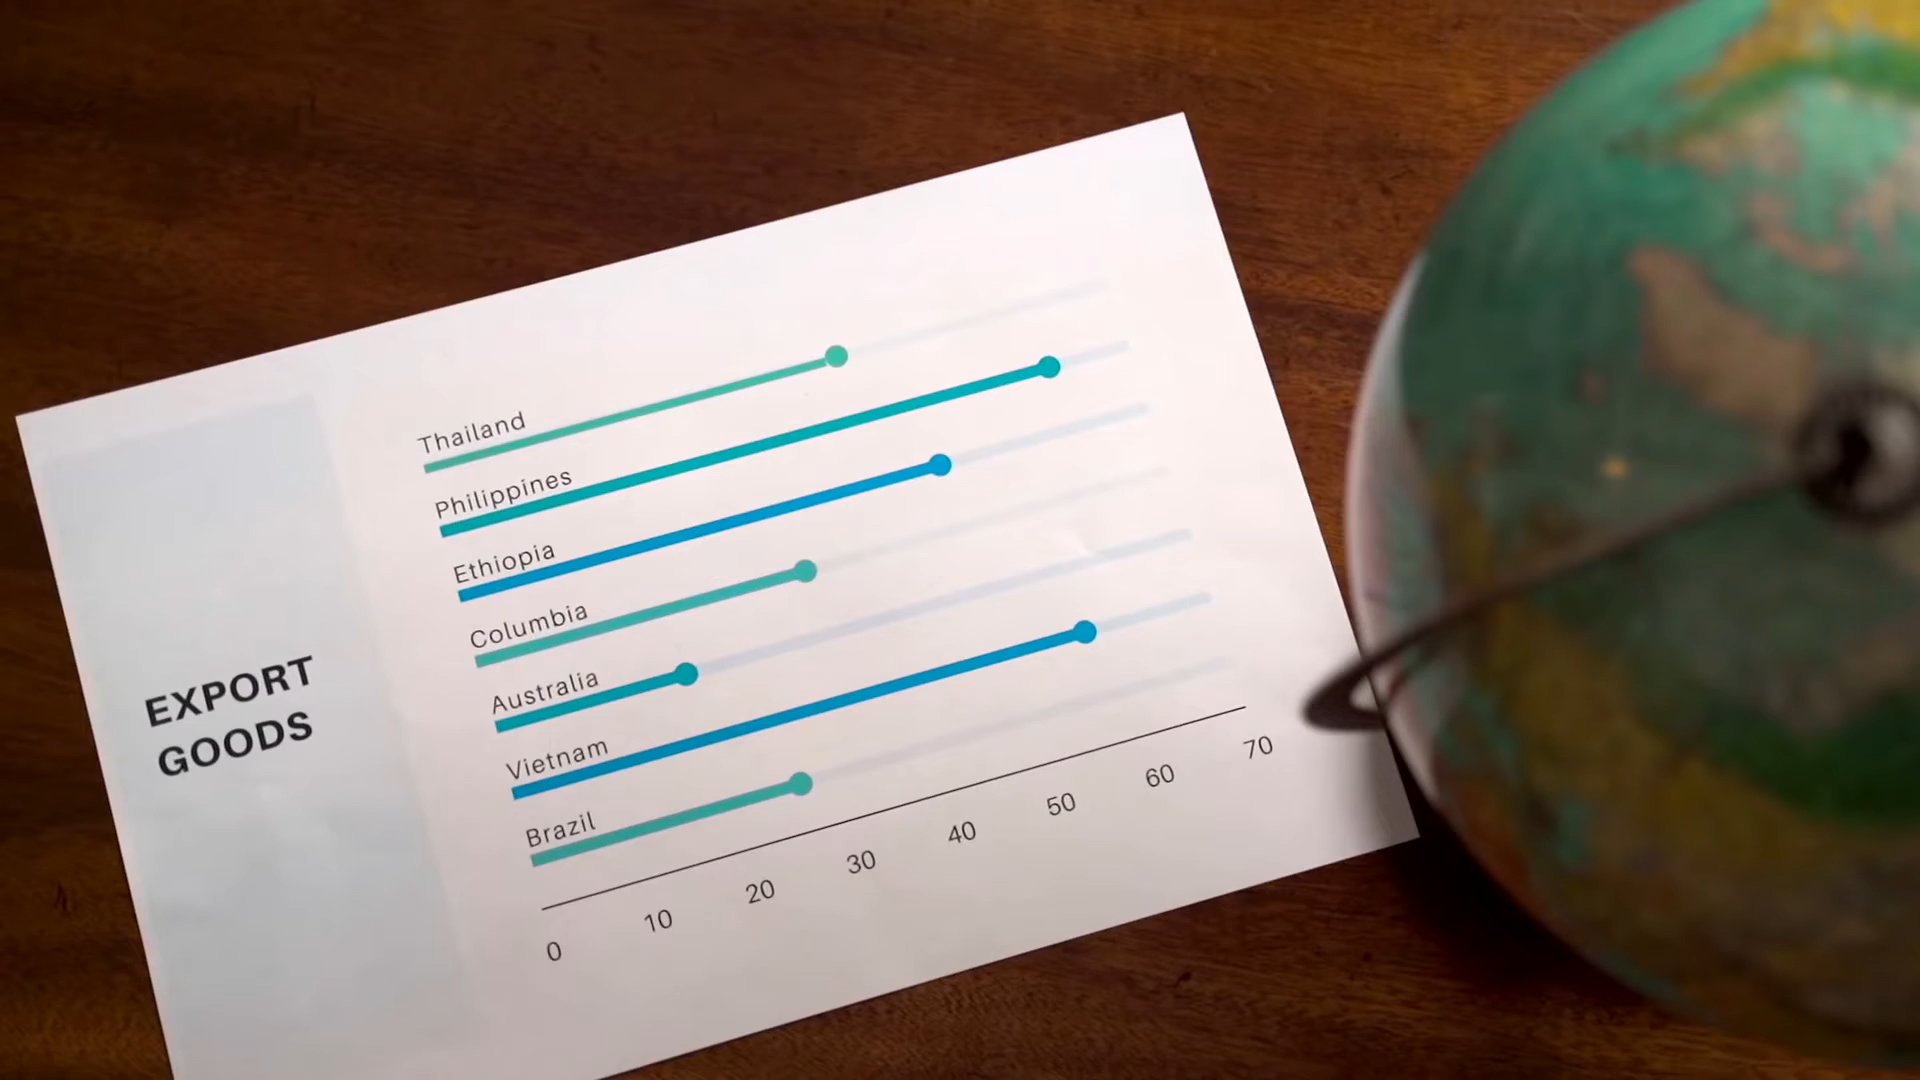 EXPORT
GOODS
Thailand
Philippines
Ethiopia
Columbia
Australia
Vietnam
Brazil
0 10 20 30 40 50 60 70